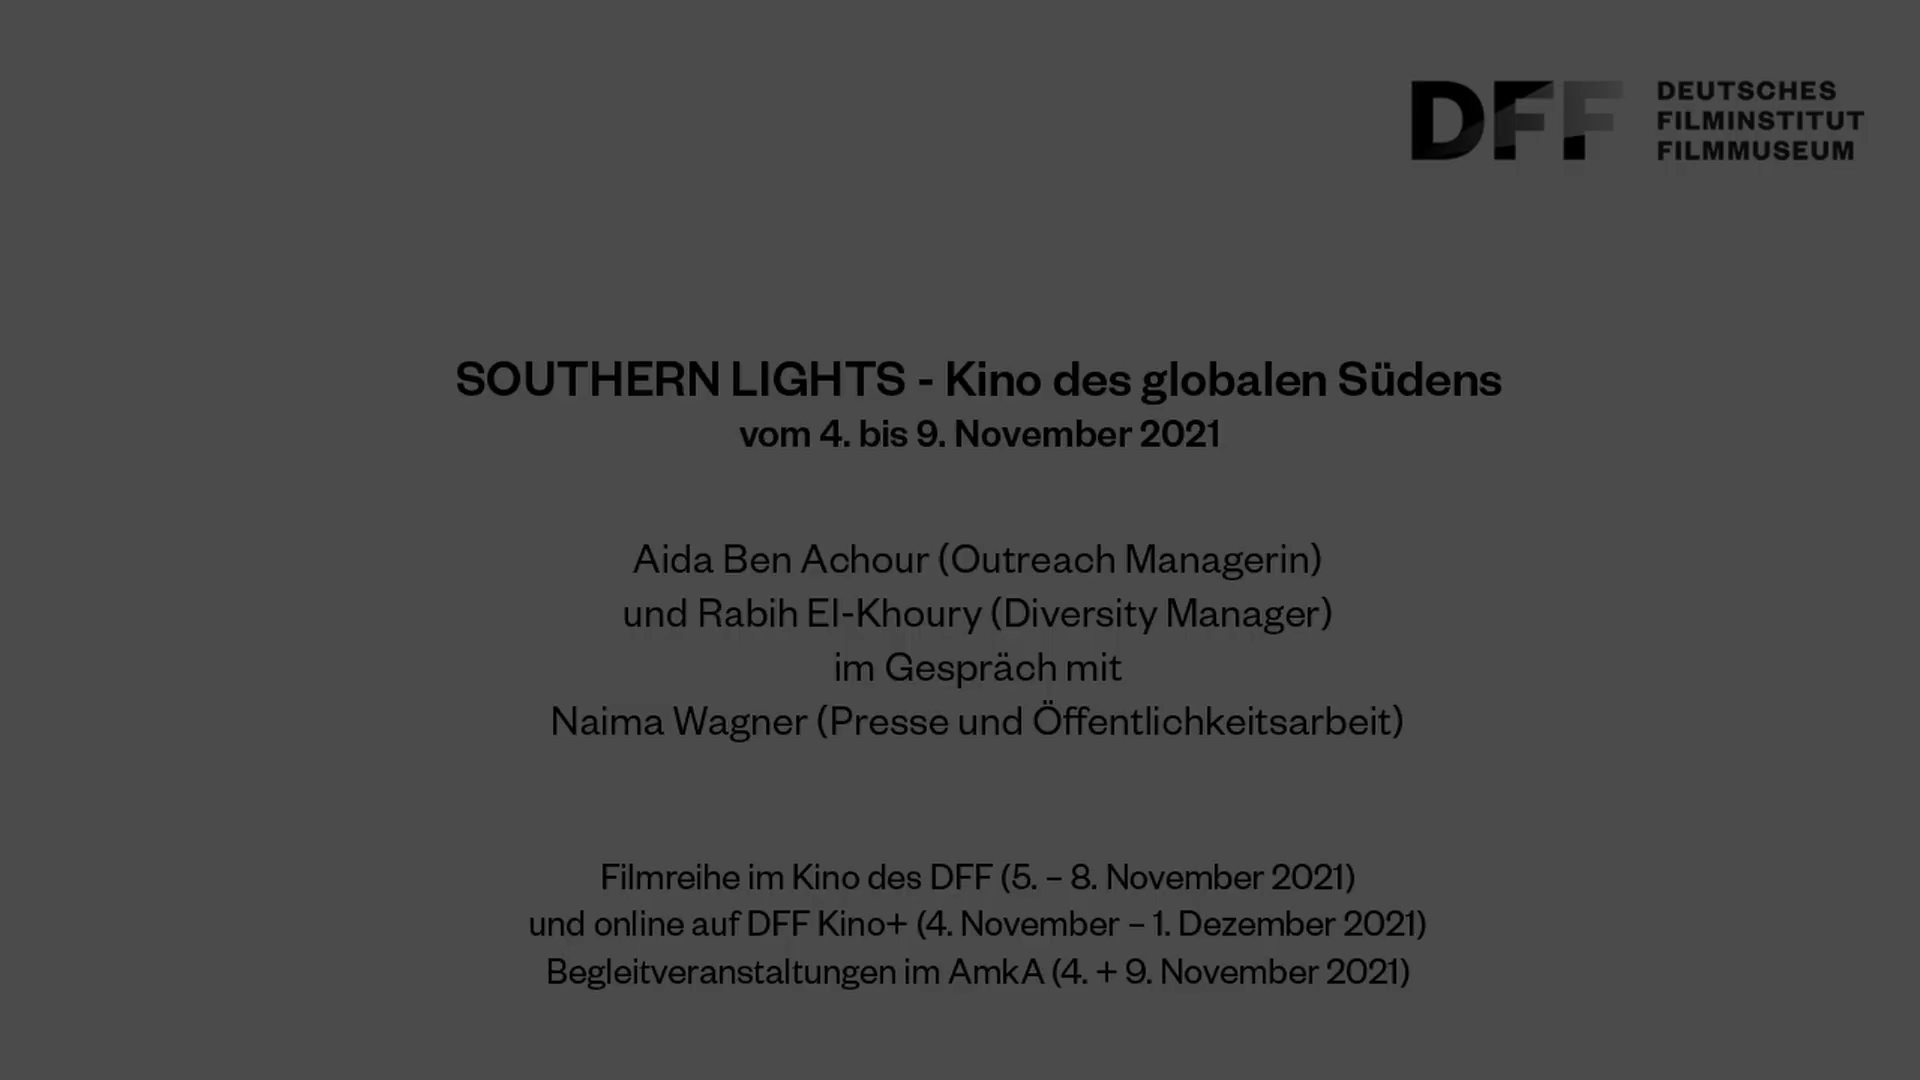 DFF
DEUTSCHES
FILMINSTITUT
FILMMUSEUM
SOUTHERN LIGHTS - Kino des globalen Südens
vom 4. bis 9. November 2021
Aida Ben Achour (Outreach Managerin)
und Rabih El-Khoury (Diversity Manager)
im Gespräch mit
Naima Wagner (Presse und Öffentlichkeitsarbeit)
Filmreihe im Kino des DFF (5. – 8. November 2021)
und online auf DFF Kino+ (4. November – 1. Dezember 2021)
Begleitveranstaltungen im AmkA (4. + 9. November 2021)